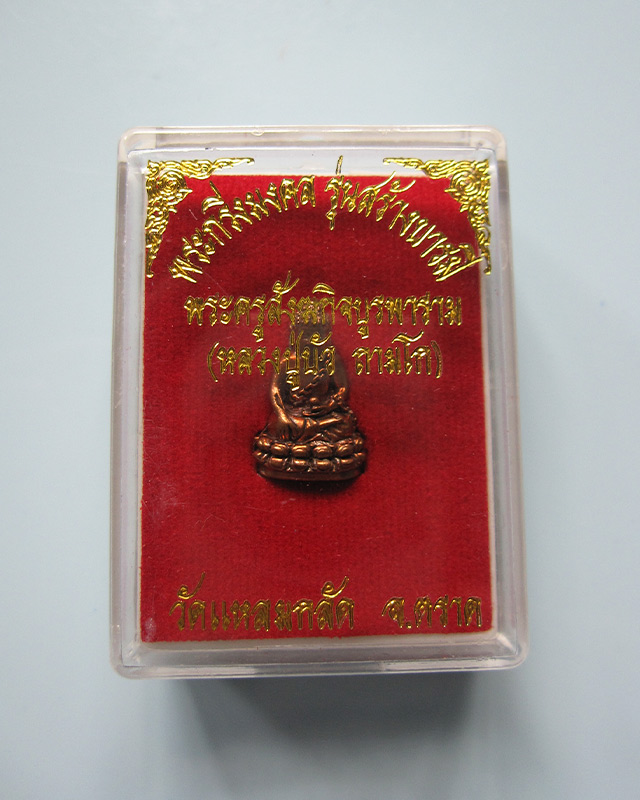 พระกริ่งมงคล รุ่นสร้างบารมี
พระครูสังฆกิจบูรพาราม
(หลวงปู่บัว ถามโก)
วัดแหลมกลัด จ.ตราด